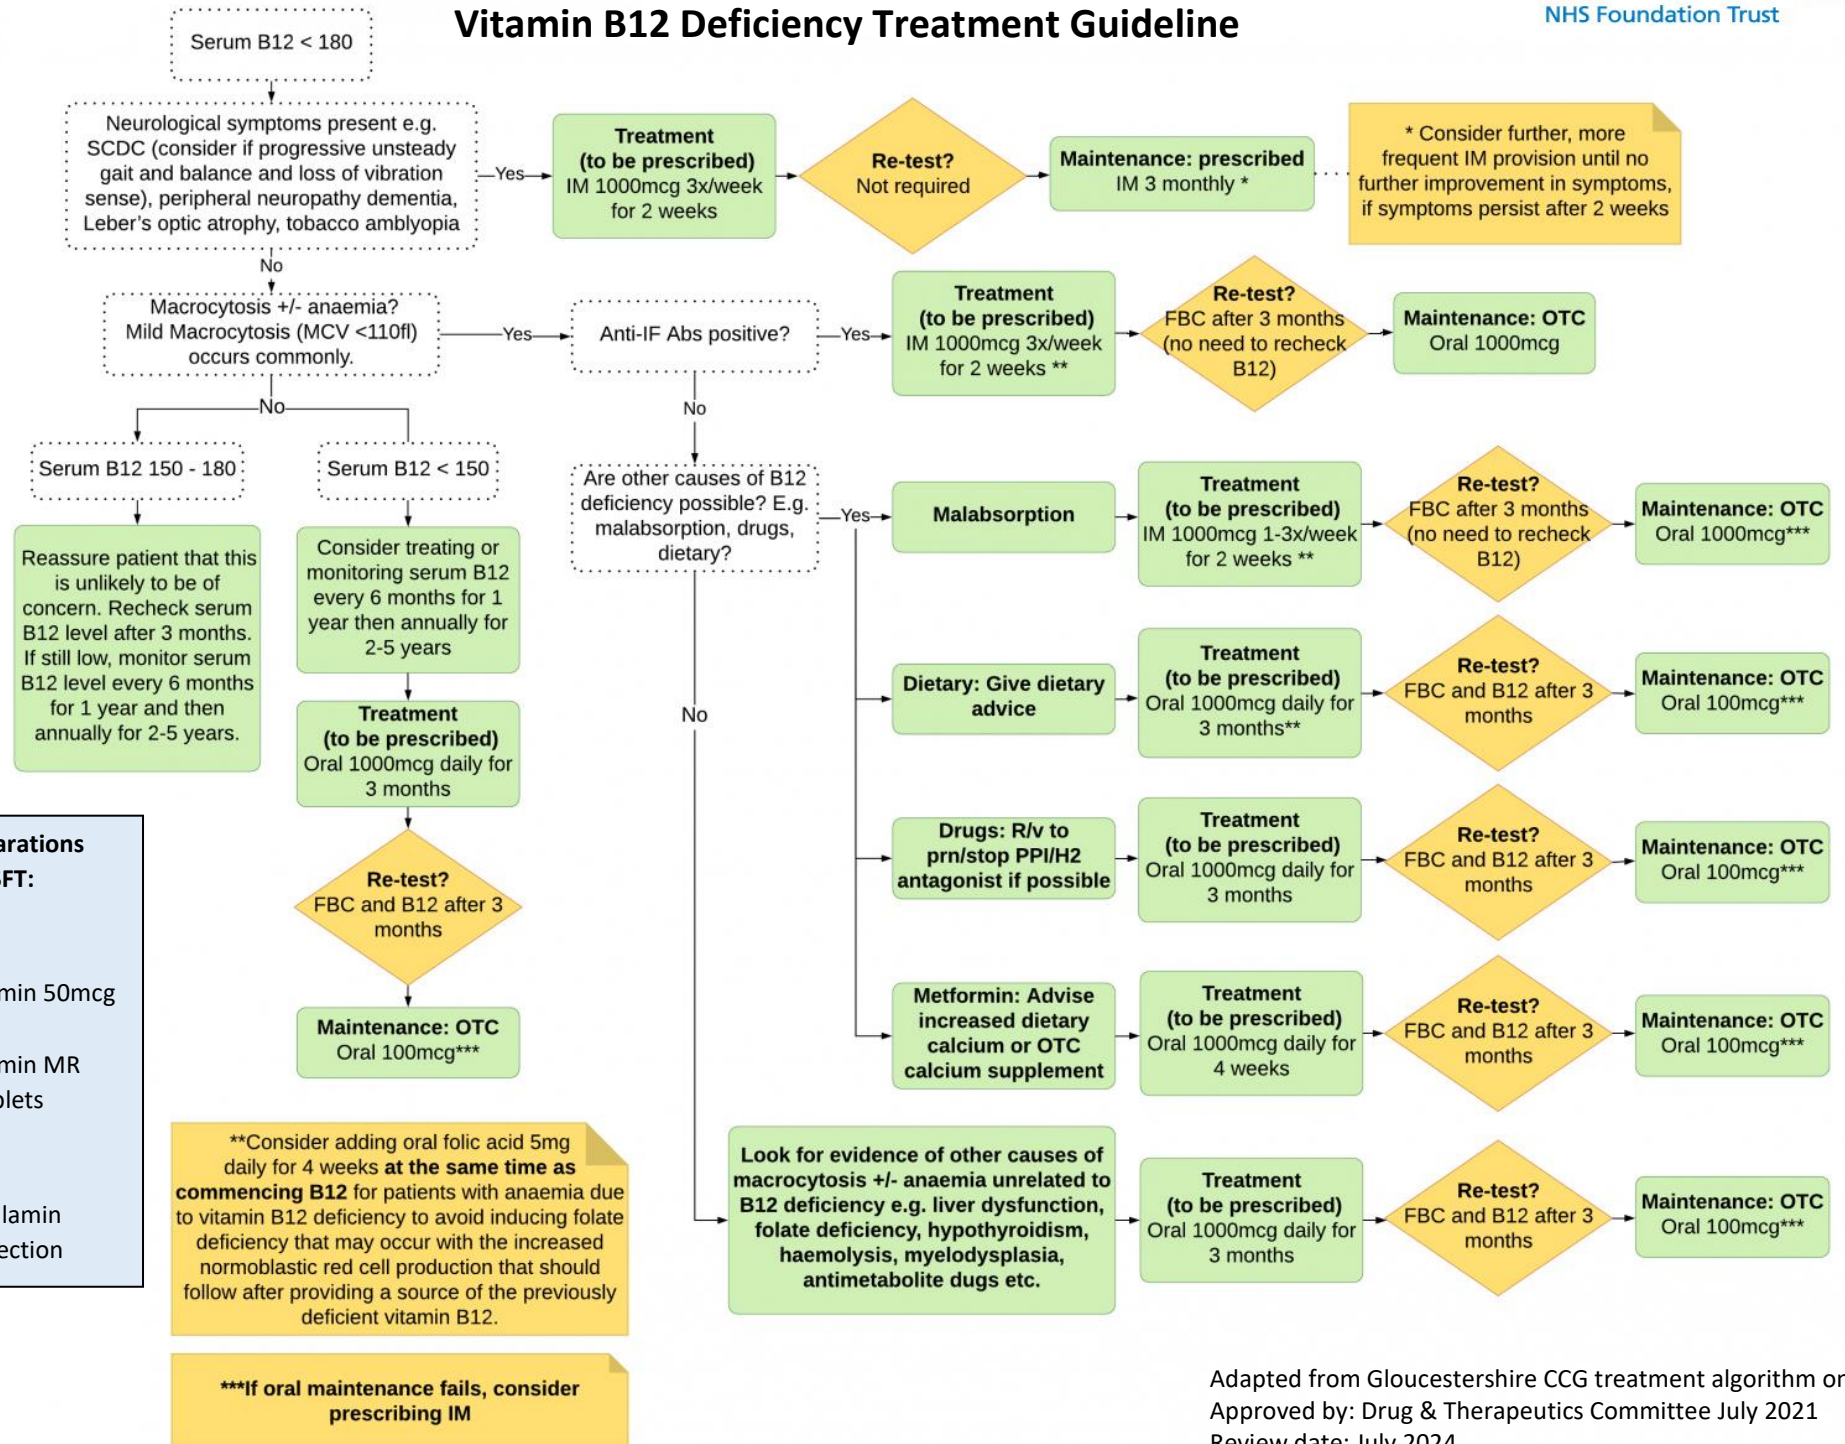 Vitamin B12 Deficiency Treatment Guideline
NHS Foundation Trust
Serum B12 < 180
Neurological symptoms present e.g.
SCDC (consider if progressive unsteady
gait and balance and loss of vibration
sense), peripheral neuropathy dementia,
Leber's optic atrophy, tobacco amblyopia
Yes
Treatment
(to be prescribed)
IM 1000mcg 3x/week
for 2 weeks
Re-test?
Not required
Maintenance: prescribed
IM 3 monthly *
* Consider further, more
frequent IM provision until no
further improvement in symptoms,
if symptoms persist after 2 weeks
No
Macrocytosis +/- anaemia?
Mild Macrocytosis (MCV <110fl)
occurs commonly.
Yes
Anti-IF Abs positive?
Yes
Treatment
(to be prescribed)
IM 1000mcg 3x/week
for 2 weeks **
Re-test?
FBC after 3 months
(no need to recheck
B12)
Maintenance: OTC
Oral 1000mcg
No
Serum B12 150 - 180
Reassure patient that this
is unlikely to be of
concern. Recheck serum
B12 level after 3 months.
If still low, monitor serum
B12 level every 6 months
for 1 year and then
annually for 2-5 years.
Serum B12 < 150
Consider treating or
monitoring serum B12
every 6 months for 1
year then annually for
2-5 years
Treatment
(to be prescribed)
Oral 1000mcg daily for
3 months
Re-test?
FBC and B12 after 3
months
Maintenance: OTC
Oral 100mcg***
No
Are other causes of B12
deficiency possible? E.g.
malabsorption, drugs,
dietary?
Yes
Malabsorption
Treatment
(to be prescribed)
IM 1000mcg 1-3x/week
for 2 weeks **
Re-test?
FBC after 3 months
(no need to recheck
B12)
Maintenance: OTC
Oral 1000mcg***
Dietary: Give dietary
advice
Treatment
(to be prescribed)
Oral 1000mcg daily for
3 months**
Re-test?
FBC and B12 after 3
months
Maintenance: OTC
Oral 100mcg***
Drugs: R/v to
prn/stop PPI/H2
antagonist if possible
Treatment
(to be prescribed)
Oral 1000mcg daily for
3 months
Re-test?
FBC and B12 after 3
months
Maintenance: OTC
Oral 100mcg***
Metformin: Advise
increased dietary
calcium or OTC
calcium supplement
Treatment
(to be prescribed)
Oral 1000mcg daily for
4 weeks
Re-test?
FBC and B12 after 3
months
Maintenance: OTC
Oral 100mcg***
No
Look for evidence of other causes of
macrocytosis +/- anaemia unrelated to
B12 deficiency e.g. liver dysfunction,
folate deficiency, hypothyroidism,
haemolysis, myelodysplasia,
antimetabolite dugs etc.
Treatment
(to be prescribed)
Oral 1000mcg daily for
3 months
Re-test?
FBC and B12 after 3
months
Maintenance: OTC
Oral 100mcg***
arations
FT:
min 50mcg
min MR
lets
lamin
ection
**Consider adding oral folic acid 5mg
daily for 4 weeks at the same time as
commencing B12 for patients with anaemia due
to vitamin B12 deficiency to avoid inducing folate
deficiency that may occur with the increased
normoblastic red cell production that should
follow after providing a source of the previously
deficient vitamin B12.
***If oral maintenance fails, consider
prescribing IM
Adapted from Gloucestershire CCG treatment algorithm on
Approved by: Drug & Therapeutics Committee July 2021
Review date: July 2024